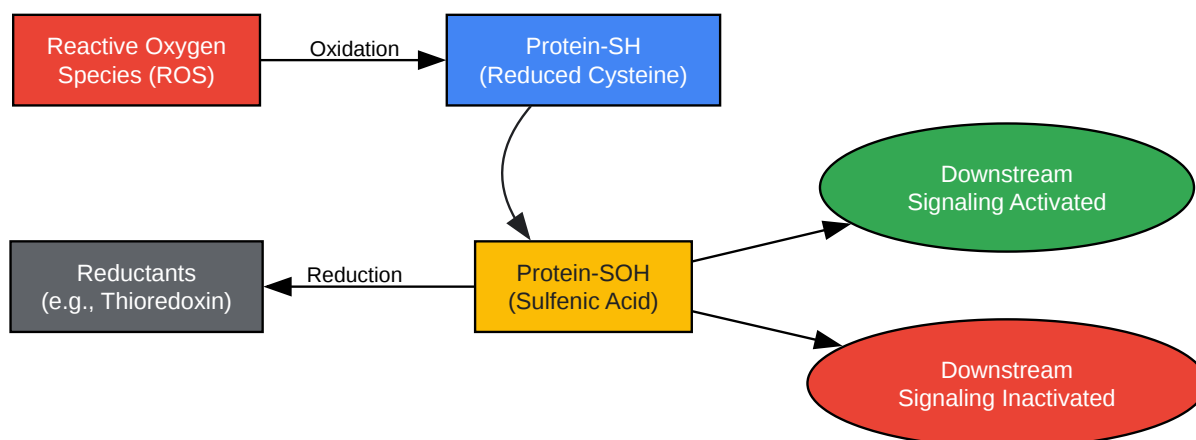 Reactive Oxygen
Species (ROS)
Oxidation
Protein-SH
(Reduced Cysteine)
Downstream
Signaling Activated
Reductants
(e.g., Thioredoxin)
Reduction
Protein-SOH
(Sulfenic Acid)
Downstream
Signaling Inactivated